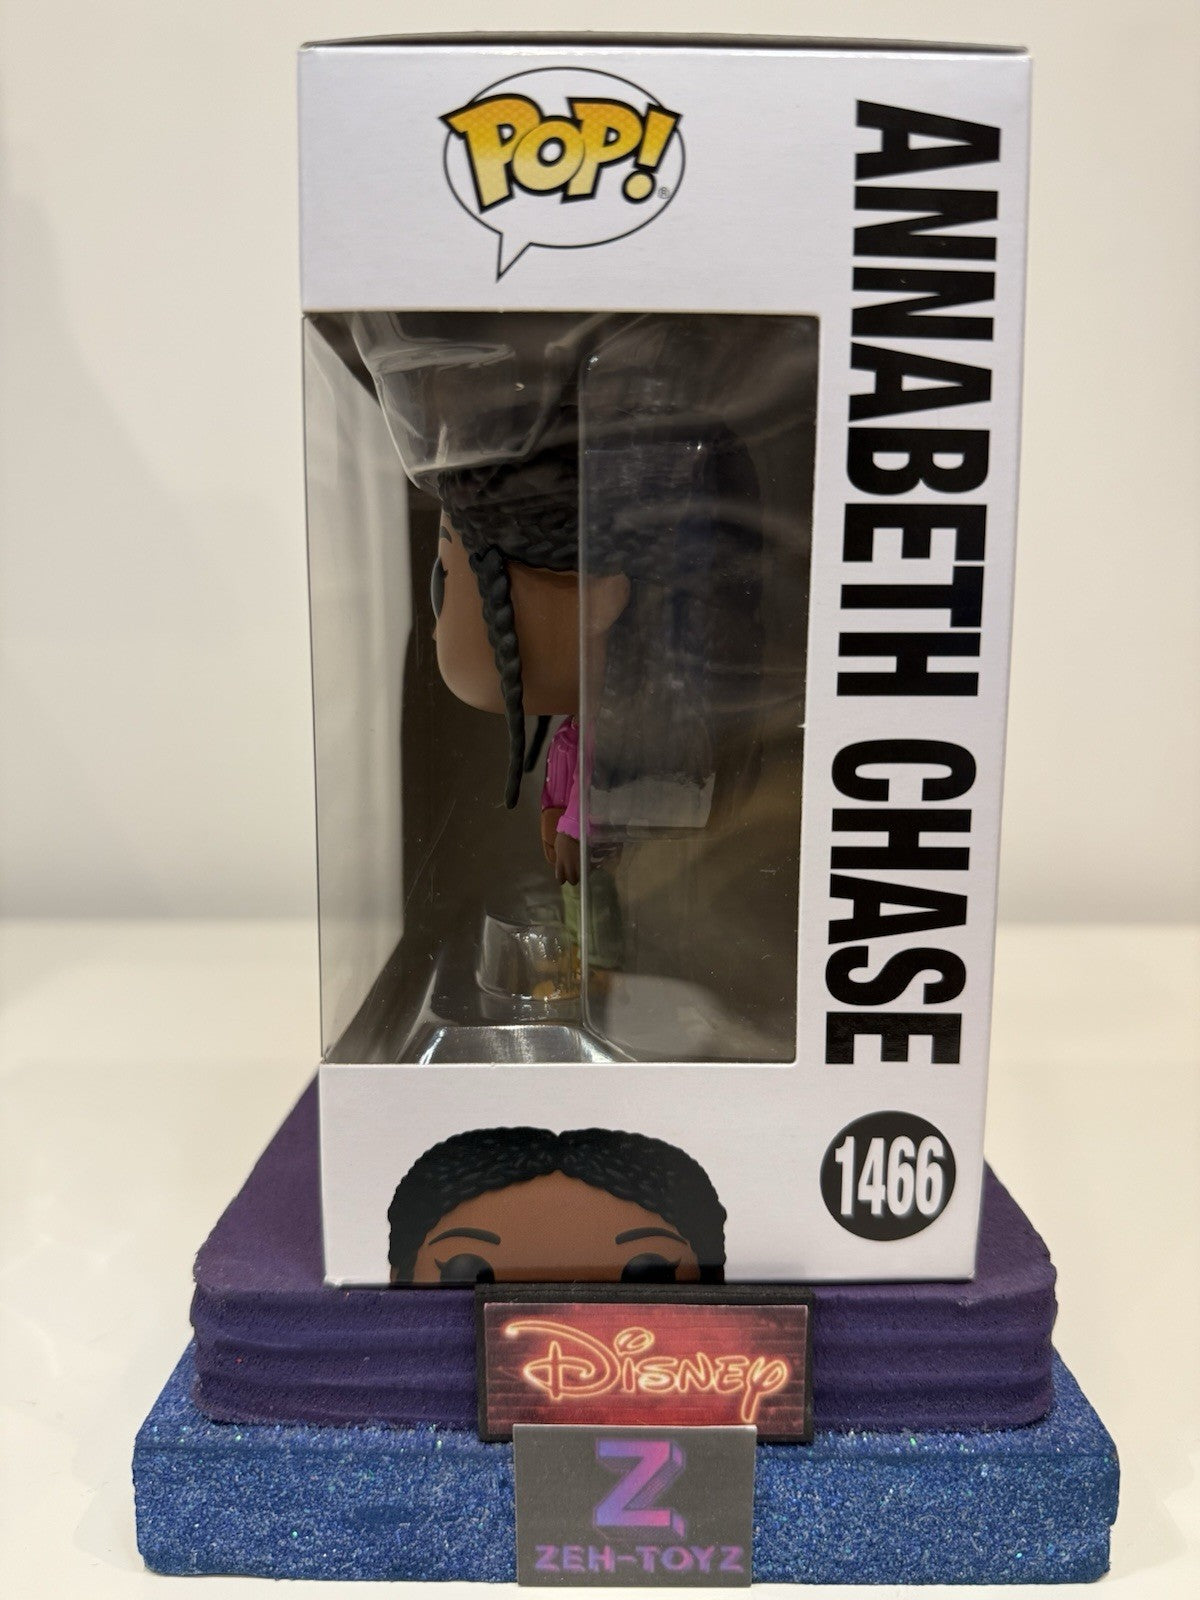 POP!®
ANNABETH CHASE
1466
Disney
Z
ZEH-TOYZ